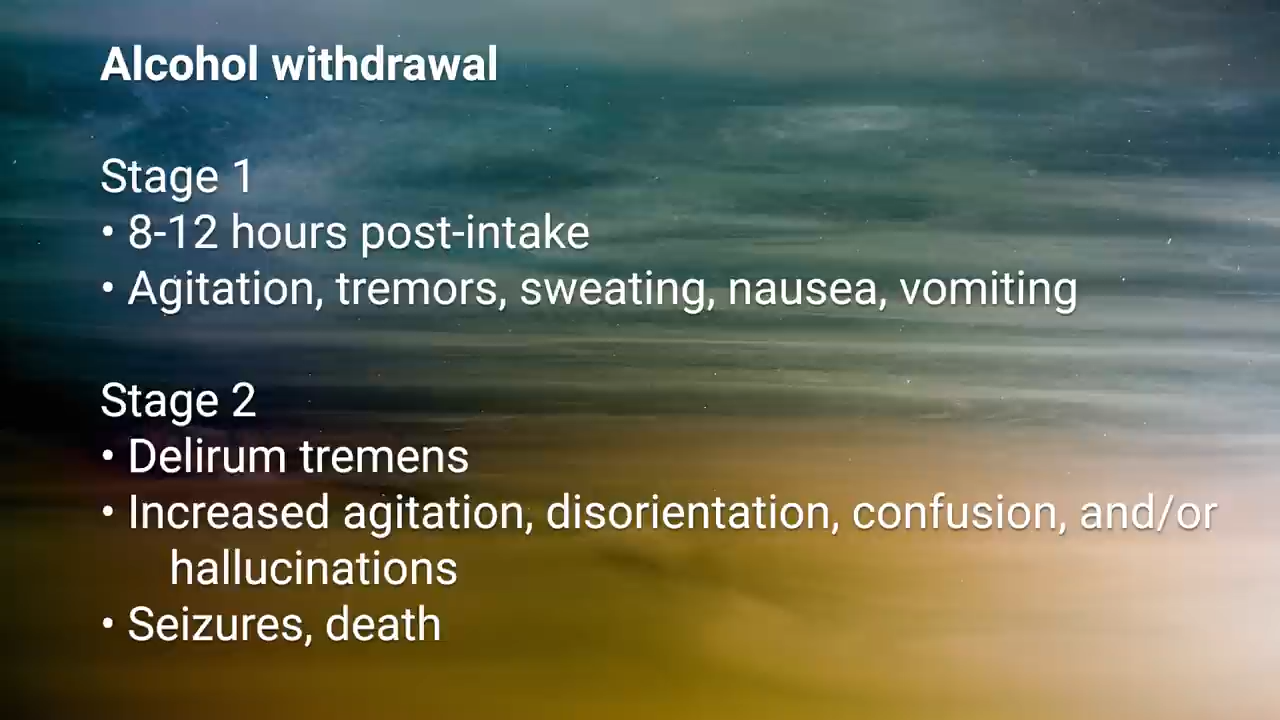 Alcohol withdrawal
Stage 1
• 8-12 hours post-intake
• Agitation, tremors, sweating, nausea, vomiting
Stage 2
• Delirum tremens
• Increased agitation, disorientation, confusion, and/or
hallucinations
• Seizures, death